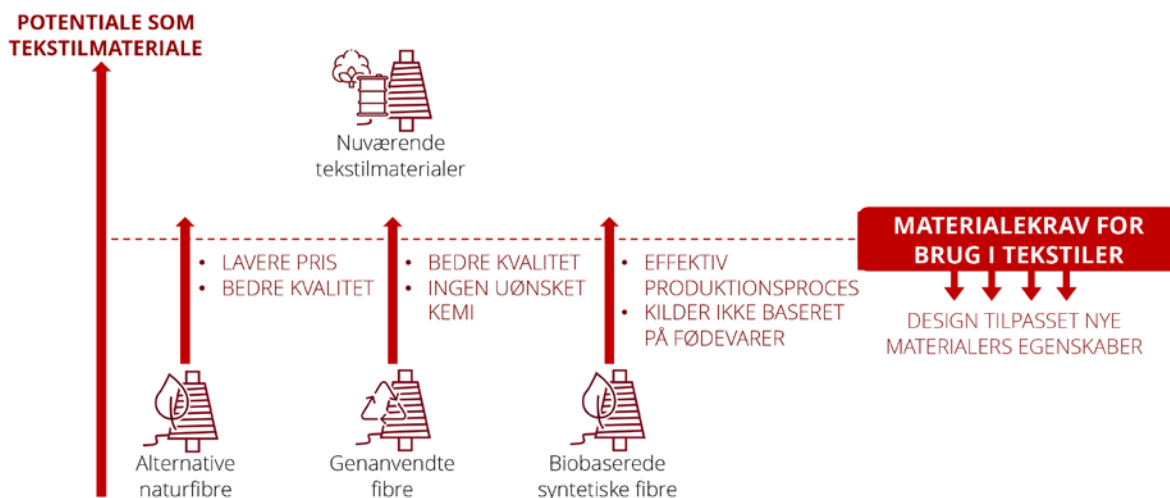 POTENTIALE SOM
TEKSTILMATERIALE
Nuværende
tekstilmaterialer
MATERIALEKRAV FOR
BRUG I TEKSTILER
• LAVERE PRIS
• BEDRE KVALITET
• BEDRE KVALITET
• INGEN UØNSKET
KEMI
• EFFEKTIV
PRODUKTIONSPROCES
• KILDER IKKE BASERET
PÅ FØDEVARER
DESIGN TILPASSET NYE
MATERIALERS EGENSKABER
Alternative
naturfibre
Genanvendte
fibre
Biobaserede
syntetiske fibre